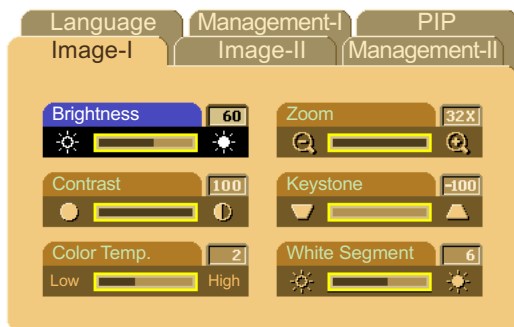 Language Management-I PIP
Image-I Image-II Management-II
Brightness 60
Zoom 32X
Contrast 100
Keystone -100
Color Temp. 2
Low High
White Segment 6